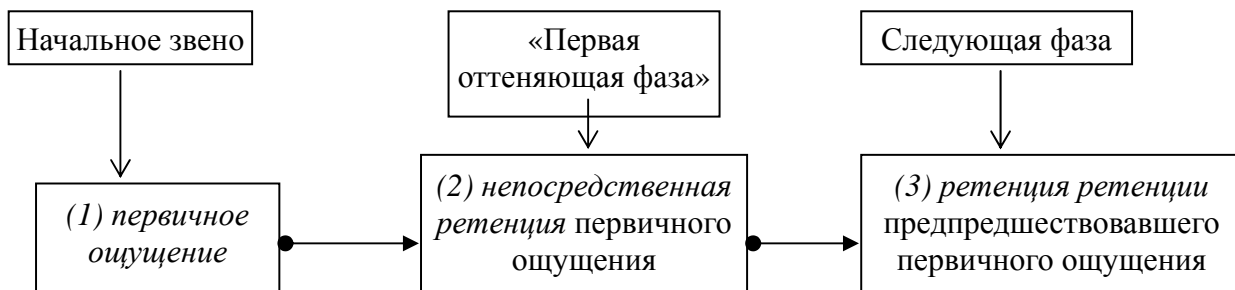 Начальное звено
«Первая
оттеняющая фаза»
Следующая фаза
(1) первичное
ощущение
(2) непосредственная
ретенция первичного
ощущения
(3) ретенция ретенции
предпредшествовавшего
первичного ощущения